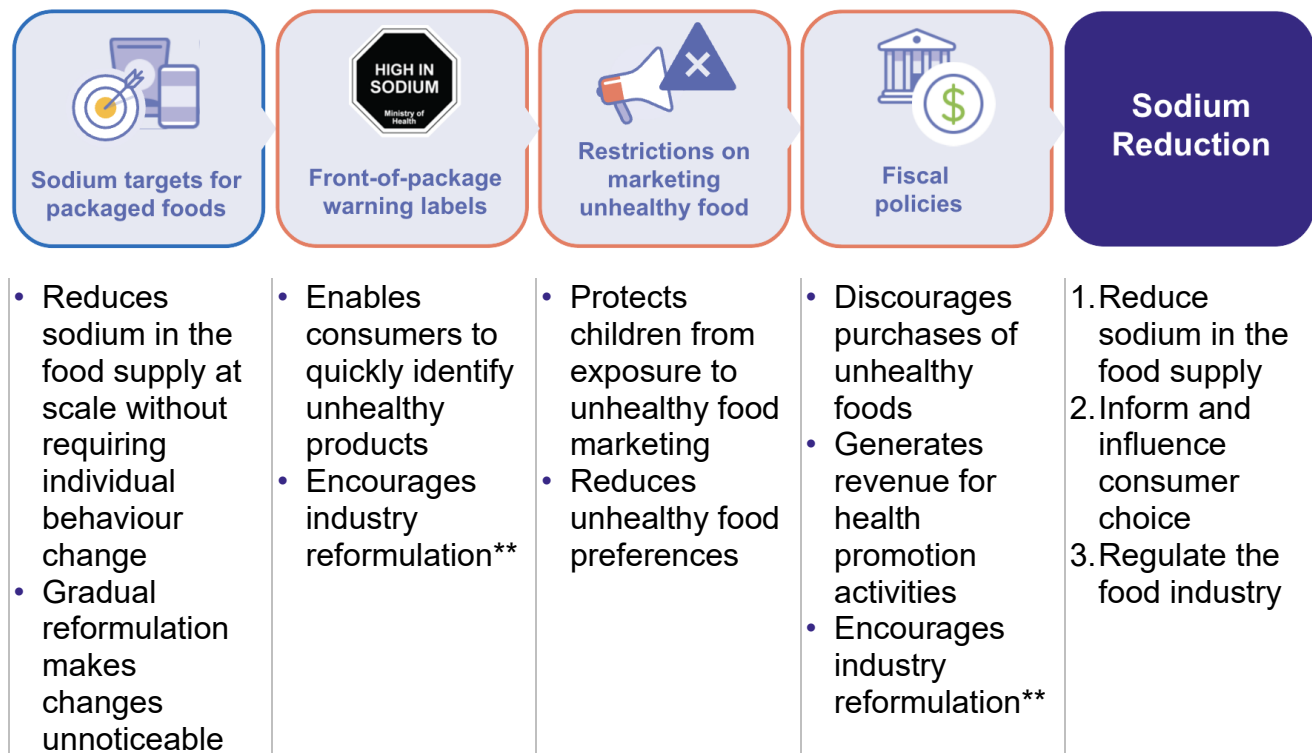 HIGH IN
SODIUM
Ministry of
Health
Sodium targets for
packaged foods
Front-of-package
warning labels
Restrictions on
marketing
unhealthy food
$
Fiscal
policies
Sodium
Reduction
• Reduces
sodium in the
food supply at
scale without
requiring
individual
behaviour
change
• Gradual
reformulation
makes
changes
unnoticeable
• Enables
consumers to
quickly identify
unhealthy
products
• Encourages
industry
reformulation**
• Protects
children from
exposure to
unhealthy food
marketing
• Reduces
unhealthy food
preferences
• Discourages
purchases of
unhealthy
foods
• Generates
revenue for
health
promotion
activities
• Encourages
industry
reformulation**
1. Reduce
sodium in the
food supply
2. Inform and
influence
consumer
choice
3. Regulate the
food industry